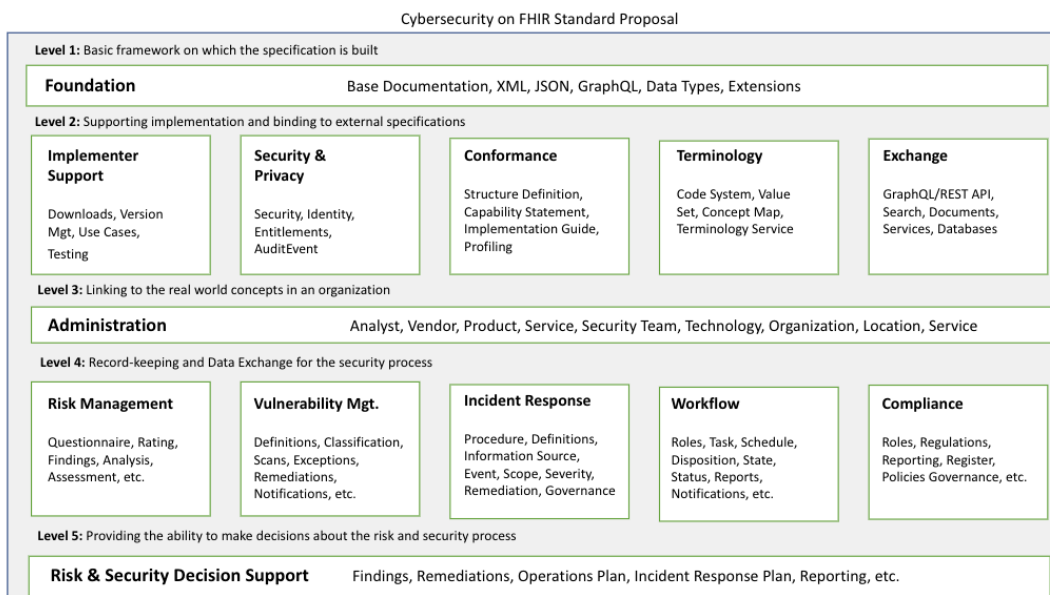 Cybersecurity on FHIR Standard Proposal
Level 1: Basic framework on which the specification is built
Foundation
Base Documentation, XML, JSON, GraphQL, Data Types, Extensions
Level 2: Supporting implementation and binding to external specifications
Implementer
Support
Downloads, Version
Mgt, Use Cases,
Testing
Security &
Privacy
Security, Identity,
Entitlements,
AuditEvent
Conformance
Structure Definition,
Capability Statement,
Implementation Guide,
Profiling
Terminology
Code System, Value
Set, Concept Map,
Terminology Service
Exchange
GraphQL/REST API,
Search, Documents,
Services, Databases
Level 3: Linking to the real world concepts in an organization
Administration
Analyst, Vendor, Product, Service, Security Team, Technology, Organization, Location, Service
Level 4: Record-keeping and Data Exchange for the security process
Risk Management
Questionnaire, Rating,
Findings, Analysis,
Assessment, etc.
Vulnerability Mgt.
Definitions, Classification,
Scans, Exceptions,
Remediations,
Notifications, etc.
Incident Response
Procedure, Definitions,
Information Source,
Event, Scope, Severity,
Remediation, Governance
Workflow
Roles, Task, Schedule,
Disposition, State,
Status, Reports,
Notifications, etc.
Compliance
Roles, Regulations,
Reporting, Register,
Policies Governance, etc.
Level 5: Providing the ability to make decisions about the risk and security process
Risk & Security Decision Support
Findings, Remediations, Operations Plan, Incident Response Plan, Reporting, etc.